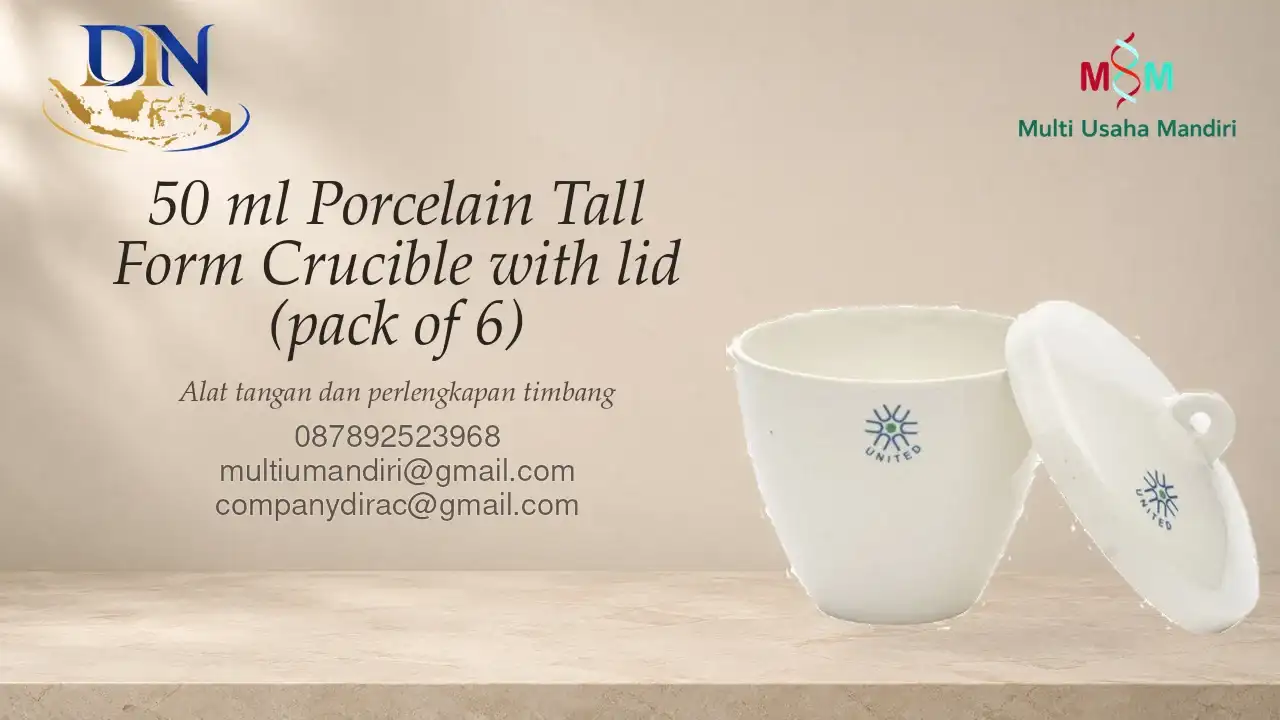 DN
MSM
Multi Usaha Mandiri
50 ml Porcelain Tall
Form Crucible with lid
(pack of 6)
Alat tangan dan perlengkapan timbang
087892523968
multiumandiri@gmail.com
companydirac@gmail.com
UNITED
UNITED